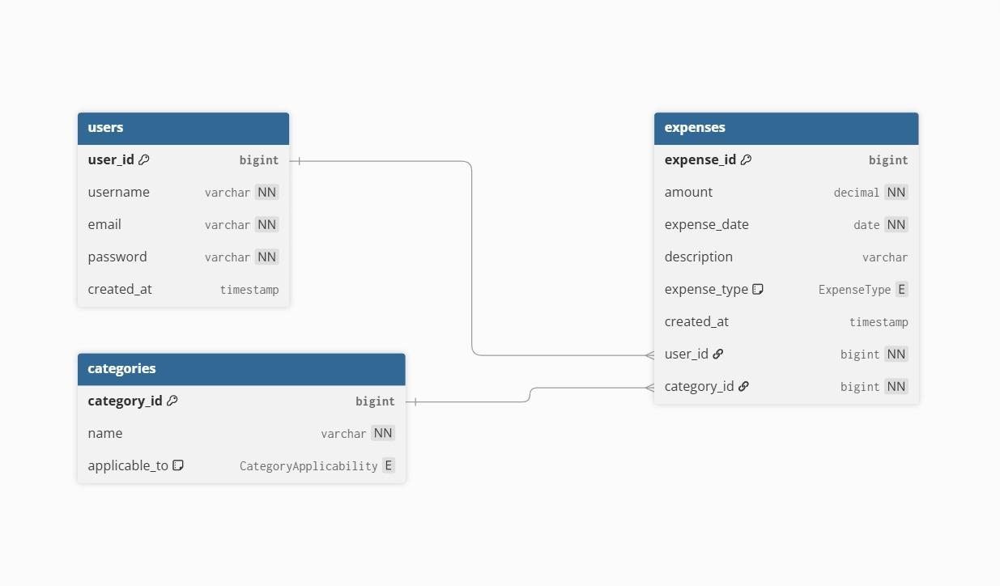 users
user_id bigint
username varchar NN
email varchar NN
password varchar NN
created_at timestamp
categories
category_id bigint
name varchar NN
applicable_to CategoryApplicability E
expenses
expense_id bigint
amount decimal NN
expense_date date NN
description varchar
expense_type ExpenseType E
created_at timestamp
user_id bigint NN
category_id bigint NN